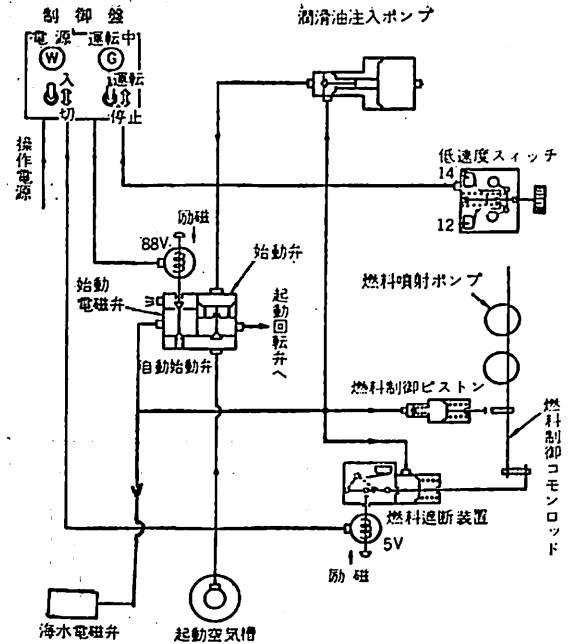 制御盤
潤滑油注入ポンプ
電源 運転中
W G
入 運転
切 停止
操作電源
低速度スィッチ
14
12
励磁
88V
始動弁
始動電磁弁
起動回転弁へ
自動始動弁
燃料噴射ポンプ
燃料制御ピストン
燃料制御コモンロッド
燃料遮断装置
5V
励磁
海水電磁弁
起動空気槽